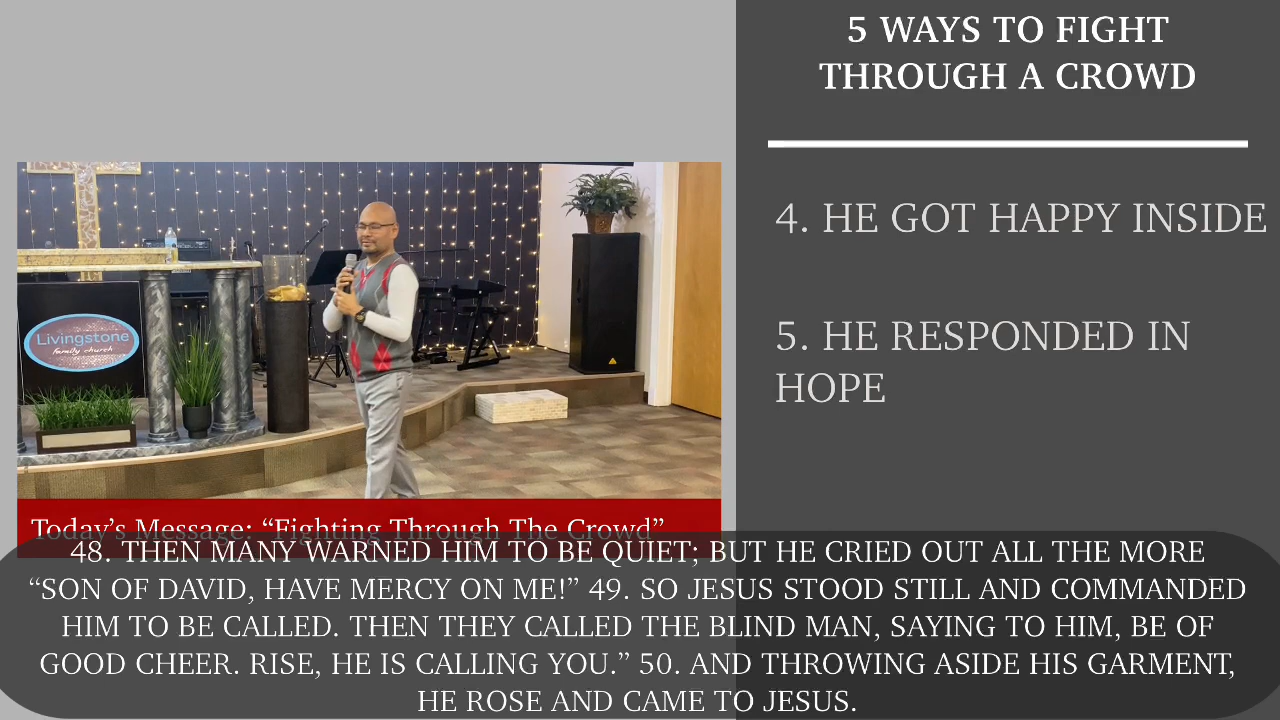 5 WAYS TO FIGHT
THROUGH A CROWD
4. HE GOT HAPPY INSIDE
5. HE RESPONDED IN
HOPE
Livingstone
family church
Today’s Message: “Fighting Through The Crowd”
48. THEN MANY WARNED HIM TO BE QUIET; BUT HE CRIED OUT ALL THE MORE
“SON OF DAVID, HAVE MERCY ON ME!” 49. SO JESUS STOOD STILL AND COMMANDED
HIM TO BE CALLED. THEN THEY CALLED THE BLIND MAN, SAYING TO HIM, BE OF
GOOD CHEER. RISE, HE IS CALLING YOU.” 50. AND THROWING ASIDE HIS GARMENT,
HE ROSE AND CAME TO JESUS.